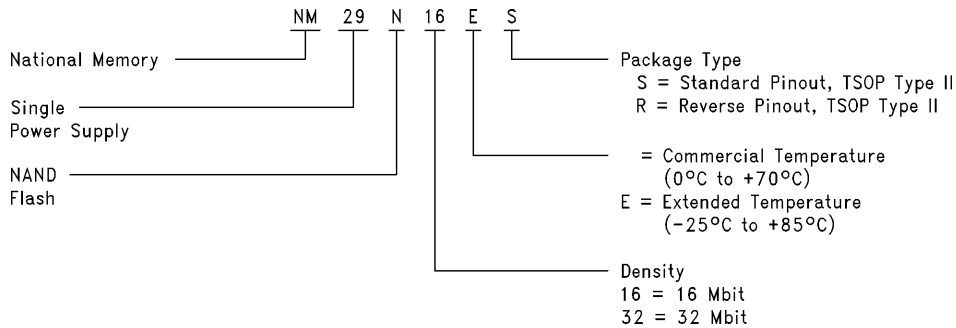 NM 29 N 16 E S
National Memory
Single
Power Supply
NAND
Flash
Package Type
S = Standard Pinout, TSOP Type II
R = Reverse Pinout, TSOP Type II
= Commercial Temperature
(0°C to +70°C)
E = Extended Temperature
(-25°C to +85°C)
Density
16 = 16 Mbit
32 = 32 Mbit